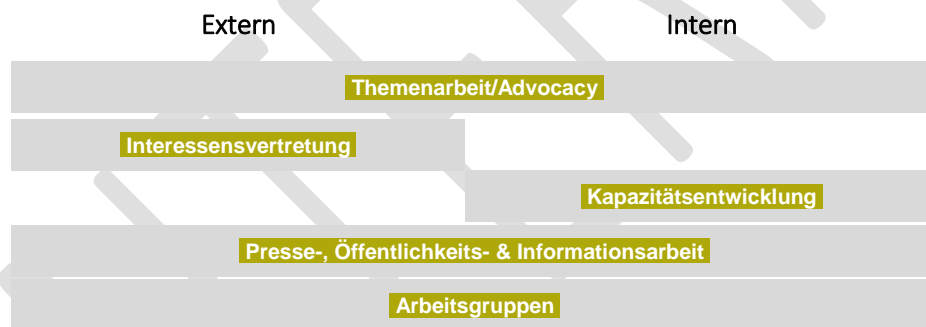 Extern Intern
Themenarbeit/Advocacy
Interessensvertretung
Kapazitätsentwicklung
Presse-, Öffentlichkeits- & Informationsarbeit
Arbeitsgruppen